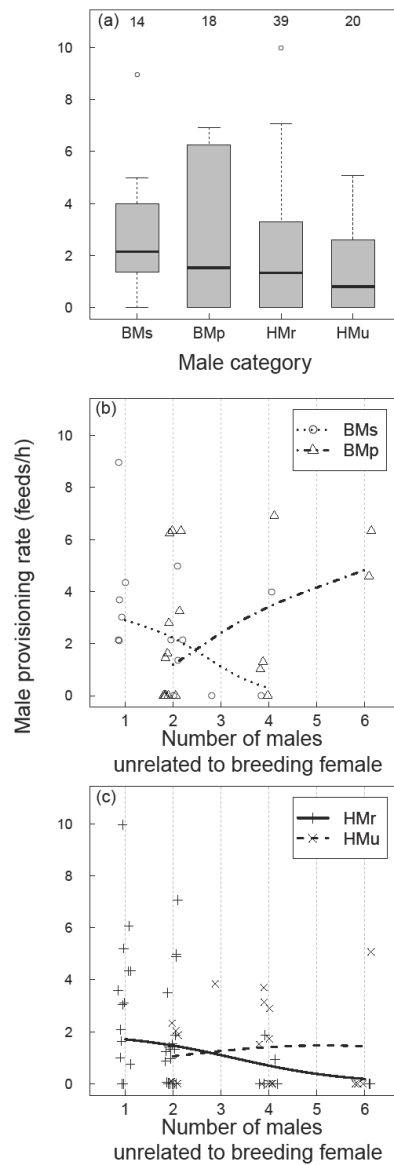 (a) 14 18 39 20
10
8
6
4
2
0
BMs BMp HMr HMu
Male category
Male provisioning rate (feeds/h)
(b)
BMs
BMp
10
8
6
4
2
0
1 2 3 4 5 6
Number of males
unrelated to breeding female
(c)
HMr
HMu
10
8
6
4
2
0
1 2 3 4 5 6
Number of males
unrelated to breeding female